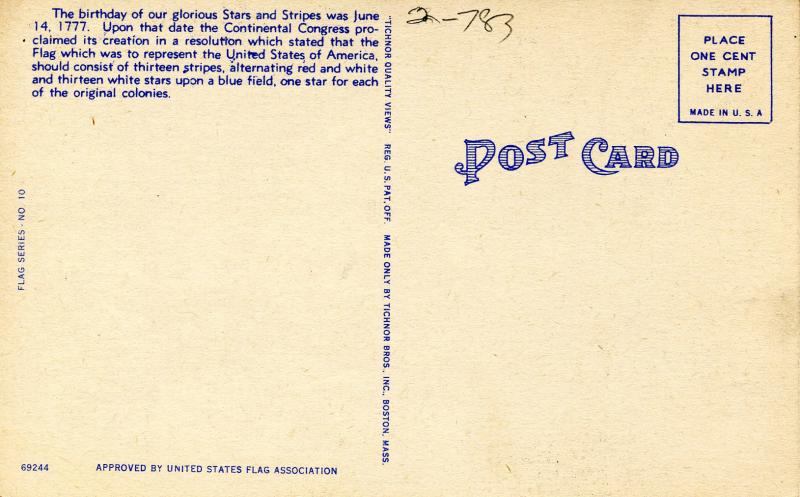 The birthday of our glorious Stars and Stripes was June
14, 1777. Upon that date the Continental Congress pro-
claimed its creation in a resolution which stated that the
Flag which was to represent the United States of America,
should consist of thirteen stripes, alternating red and white
and thirteen white stars upon a blue field, one star for each
of the original colonies.
FLAG SERIES - NO. 10
69244
APPROVED BY UNITED STATES FLAG ASSOCIATION
"TICHNOR QUALITY VIEWS" REG. U. S. PAT. OFF. MADE ONLY BY TICHNOR BROS., INC., BOSTON, MASS.
2-783
POST CARD
PLACE
ONE CENT
STAMP
HERE
MADE IN U. S. A